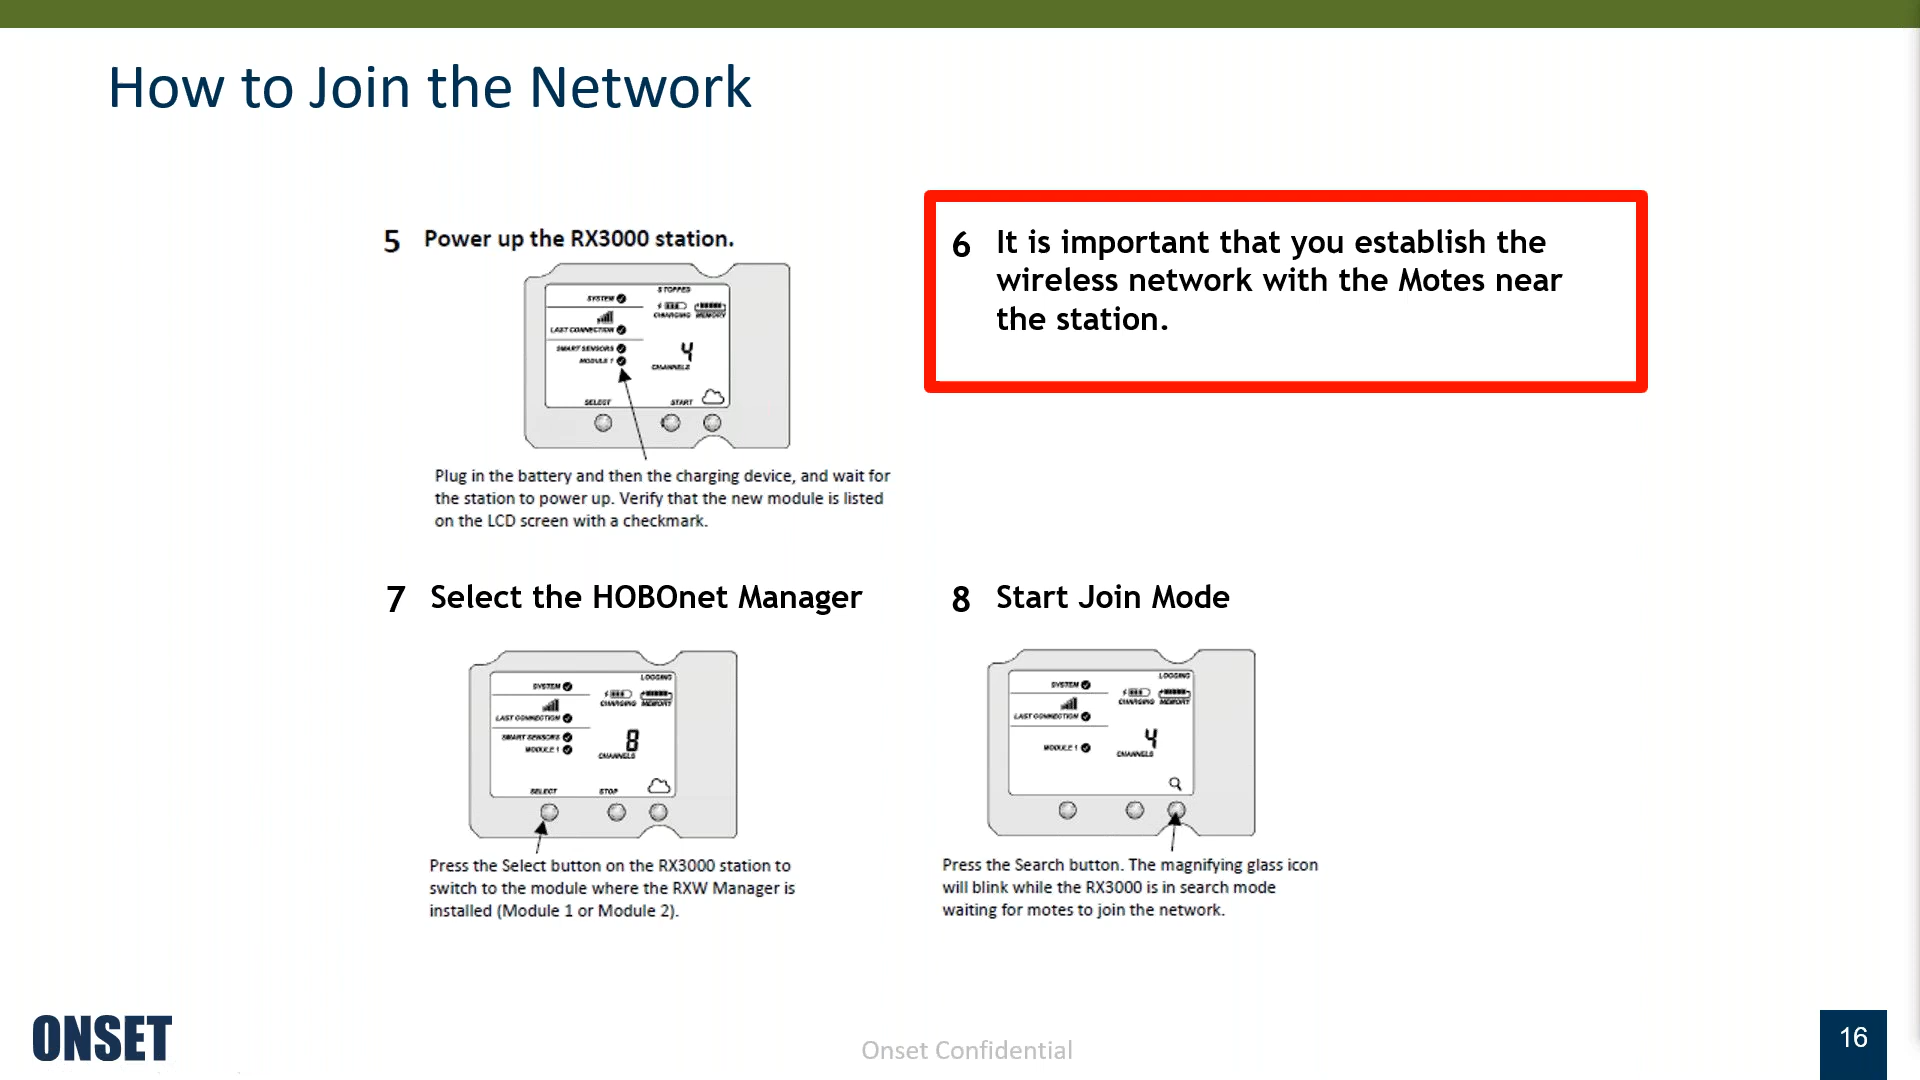 How to Join the Network
5 Power up the RX3000 station.
STOPPED
SYSTEM
CHARGING MEMORY
LAST CONNECTION
SMART SENSORS
MODULE 1
4
CHANNELS
SELECT START
Plug in the battery and then the charging device, and wait for
the station to power up. Verify that the new module is listed
on the LCD screen with a checkmark.
6 It is important that you establish the
wireless network with the Motes near
the station.
7 Select the HOBOnet Manager
LOGGING
SYSTEM
CHARGING MEMORY
LAST CONNECTION
SMART SENSORS
MODULE 1
8
CHANNELS
SELECT STOP
Press the Select button on the RX3000 station to
switch to the module where the RXW Manager is
installed (Module 1 or Module 2).
8 Start Join Mode
LOGGING
SYSTEM
CHARGING MEMORY
LAST CONNECTION
MODULE 1
4
CHANNELS
Press the Search button. The magnifying glass icon
will blink while the RX3000 is in search mode
waiting for motes to join the network.
ONSET
Onset Confidential
16